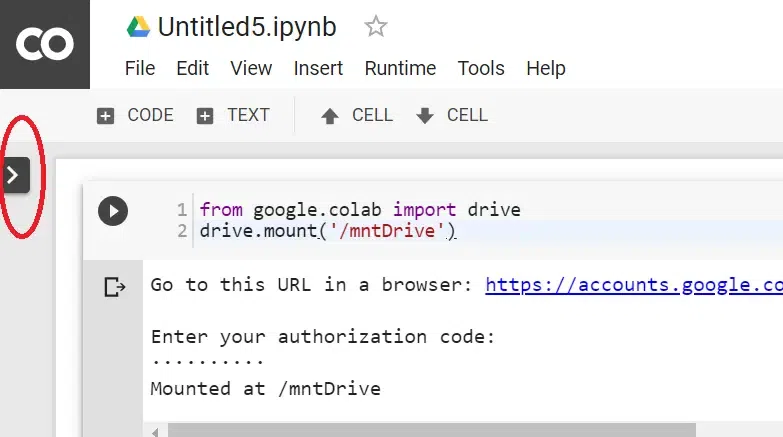 CO
Untitled5.ipynb
File Edit View Insert Runtime Tools Help
CODE TEXT CELL CELL
1 from google.colab import drive
2 drive.mount('/mntDrive')
Go to this URL in a browser: https://accounts.google.co
Enter your authorization code:
··········
Mounted at /mntDrive